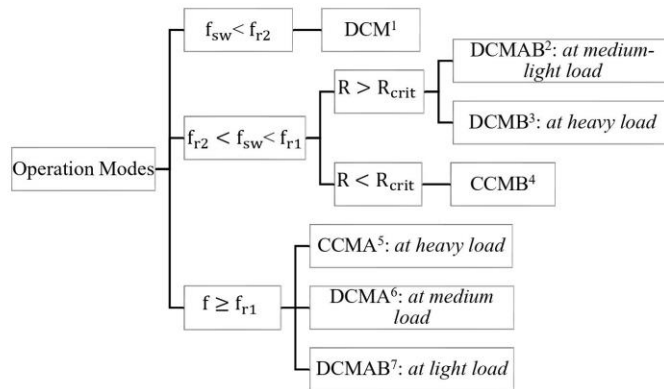 Operation Modes
f_sw< f_r2
DCM¹
f_r2 < f_sw< f_r1
R > R_crit
DCMAB²: at medium-
light load
DCMB³: at heavy load
R < R_crit
CCMB⁴
f ≥ f_r1
CCMA⁵: at heavy load
DCMA⁶: at medium
load
DCMAB⁷: at light load